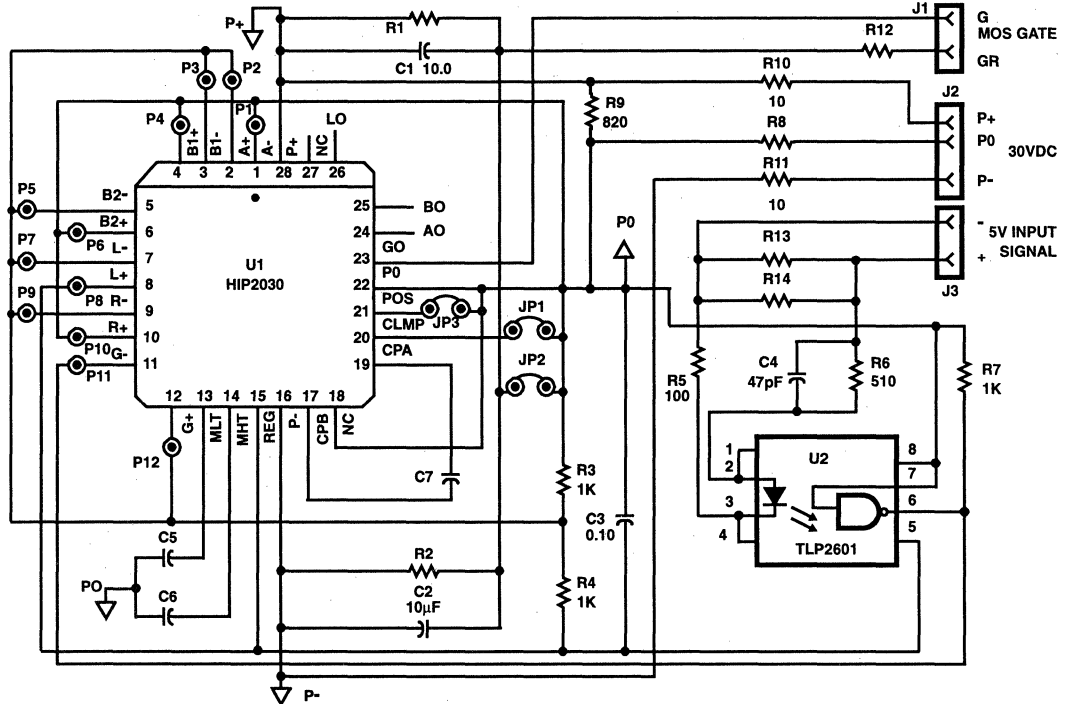 P+
R1
C1 10.0
J1
G
MOS GATE
GR
R12
R10
10
J2
P+
P0
30VDC
P-
R9
820
R8
R11
10
P3
P2
P1
P4
B1+
B1-
A+
A-
P+
NC
LO
4
3
2
1
28
27
26
P5
B2-
5
B2+
6
P6
P7
L-
7
L+
8
P8
P9
R-
9
R+
10
P10
G-
11
P11
U1
HIP2030
25
BO
24
AO
23
GO
22
P0
21
POS
20
CLMP
19
CPA
JP3
JP1
JP2
P0
-
5V INPUT
SIGNAL
+
J3
R13
R14
R5
100
C4
47pF
R6
510
R7
1K
12
13
14
15
16
17
18
G+
MLT
MHT
REG
P-
CPB
NC
P12
C7
R3
1K
C3
0.10
C5
C6
PO
R2
C2
10µF
R4
1K
P-
1
2
3
4
U2
TLP2601
8
7
6
5